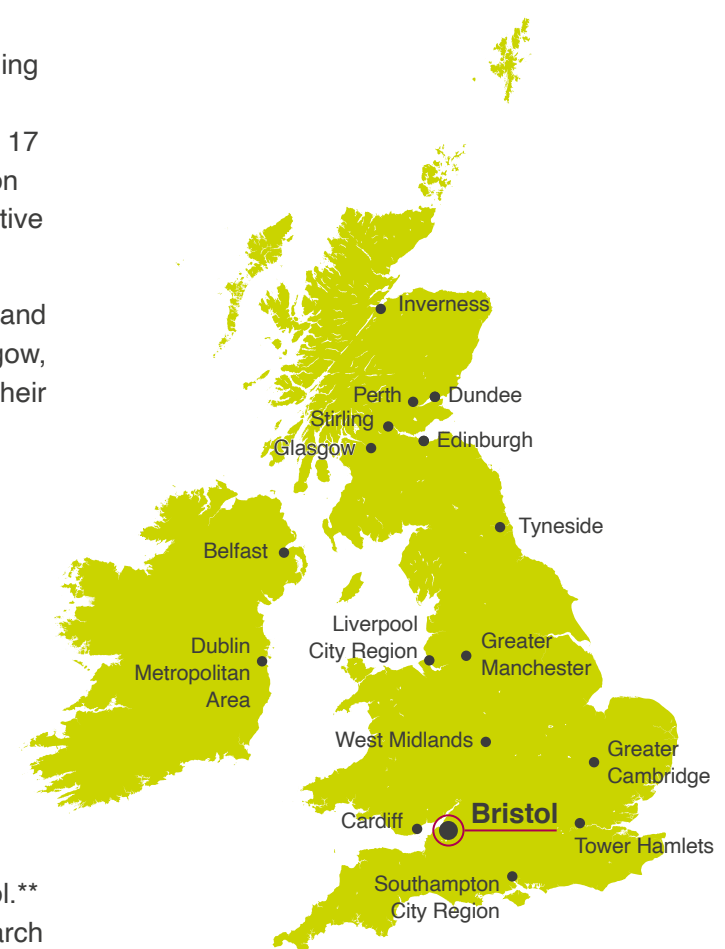 ing
17
on
tive
and
gow,
heir
Inverness
Perth
Dundee
Stirling
Edinburgh
Glasgow
Tyneside
Belfast
Liverpool
City Region
Greater
Manchester
Dublin
Metropolitan
Area
West Midlands
Greater
Cambridge
Bristol
Cardiff
Tower Hamlets
Southampton
City Region
ol.**
arch